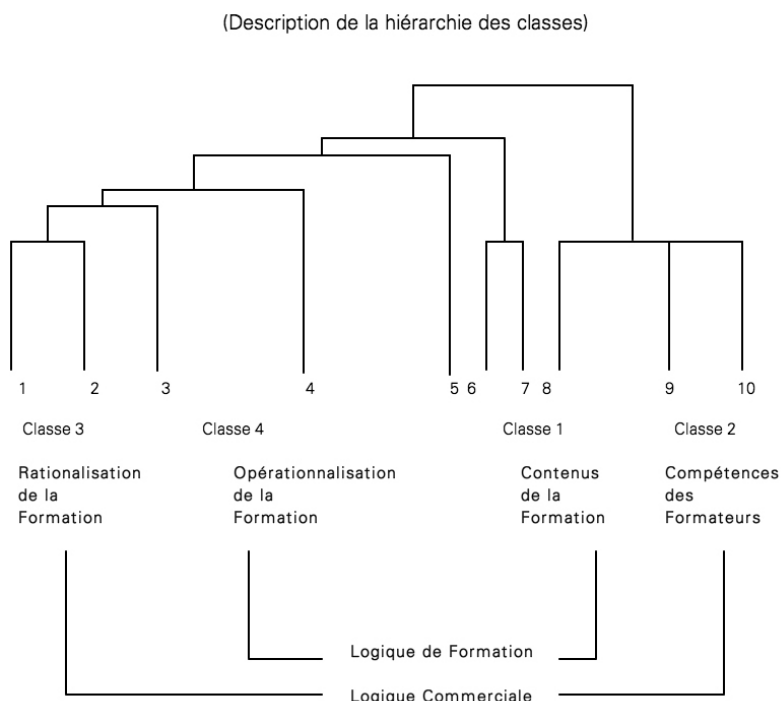 (Description de la hiérarchie des classes)
1 2 3 4 5 6 7 8 9 10
Classe 3 Classe 4 Classe 1 Classe 2
Rationalisation Opérationnalisation Contenus Compétences
de la de la de la des
Formation Formation Formation Formateurs
Logique de Formation
Logique Commerciale